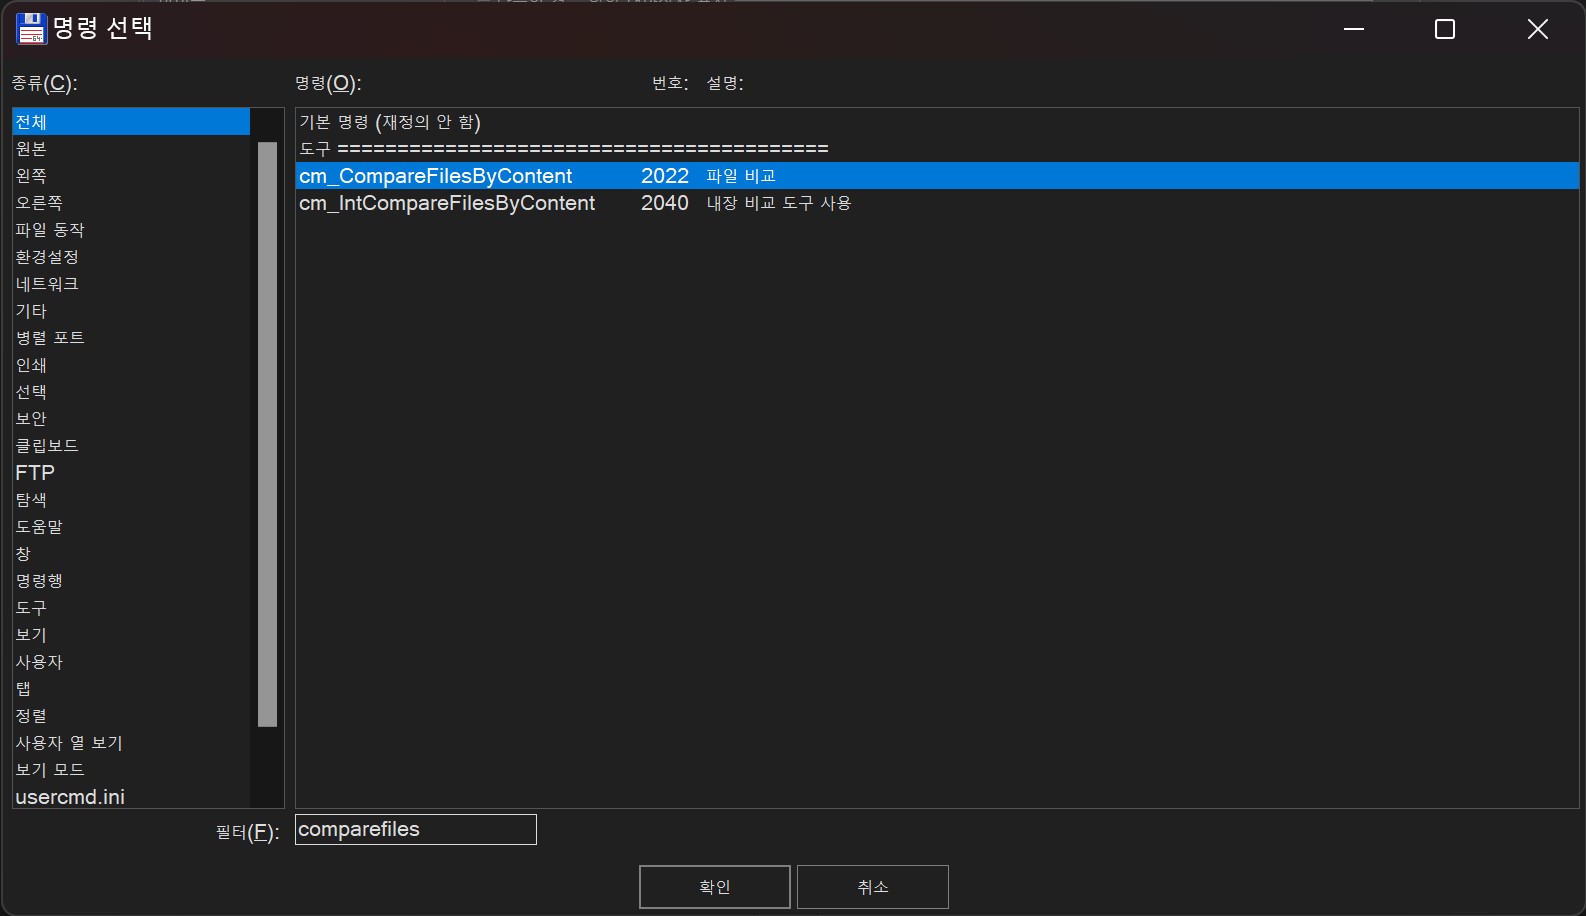 명령 선택
종류(C): 명령(O): 번호: 설명:
전체
원본
왼쪽
오른쪽
파일 동작
환경설정
네트워크
기타
병렬 포트
인쇄
선택
보안
클립보드
FTP
탐색
도움말
창
명령행
도구
보기
사용자
탭
정렬
사용자 열 보기
보기 모드
usercmd.ini
기본 명령 (재정의 안 함)
도구 =========================================
cm_CompareFilesByContent 2022 파일 비교
cm_IntCompareFilesByContent 2040 내장 비교 도구 사용
필터(F): comparefiles
확인 취소